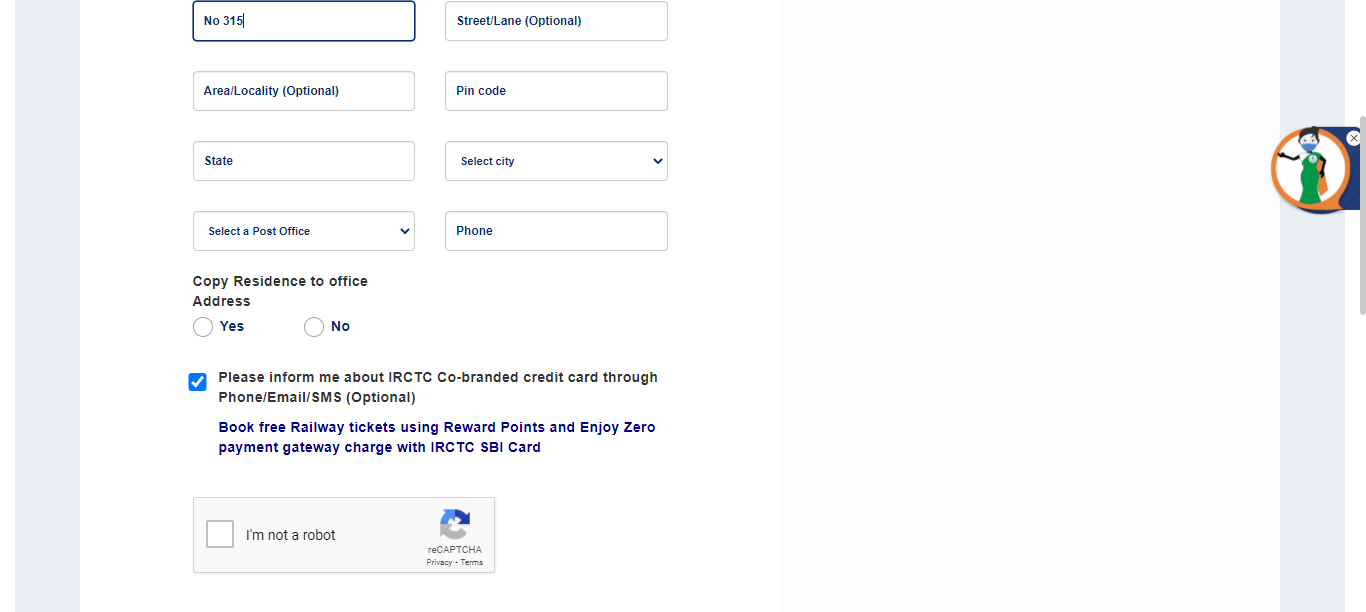 No 315
Street/Lane (Optional)
Area/Locality (Optional)
Pin code
State
Select city
Select a Post Office
Phone
Copy Residence to office
Address
Yes
No
Please inform me about IRCTC Co-branded credit card through
Phone/Email/SMS (Optional)
Book free Railway tickets using Reward Points and Enjoy Zero
payment gateway charge with IRCTC SBI Card
I'm not a robot
reCAPTCHA
Privacy - Terms